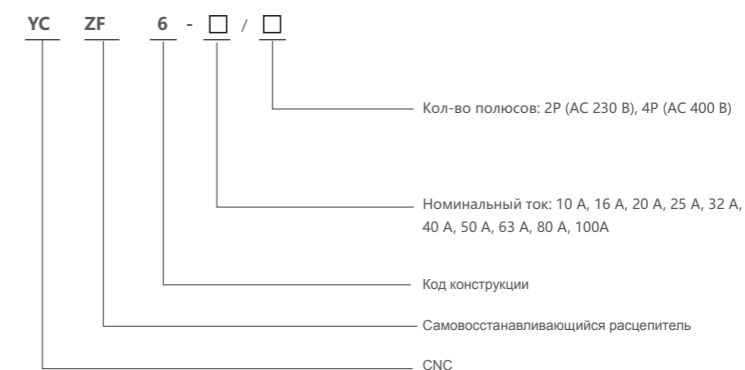 YC ZF 6 - □ / □
Кол-во полюсов: 2P (AC 230 В), 4P (AC 400 В)
Номинальный ток: 10 А, 16 А, 20 А, 25 А, 32 А,
40 А, 50 А, 63 А, 80 А, 100А
Код конструкции
Самовосстанавливающийся расцепитель
CNC